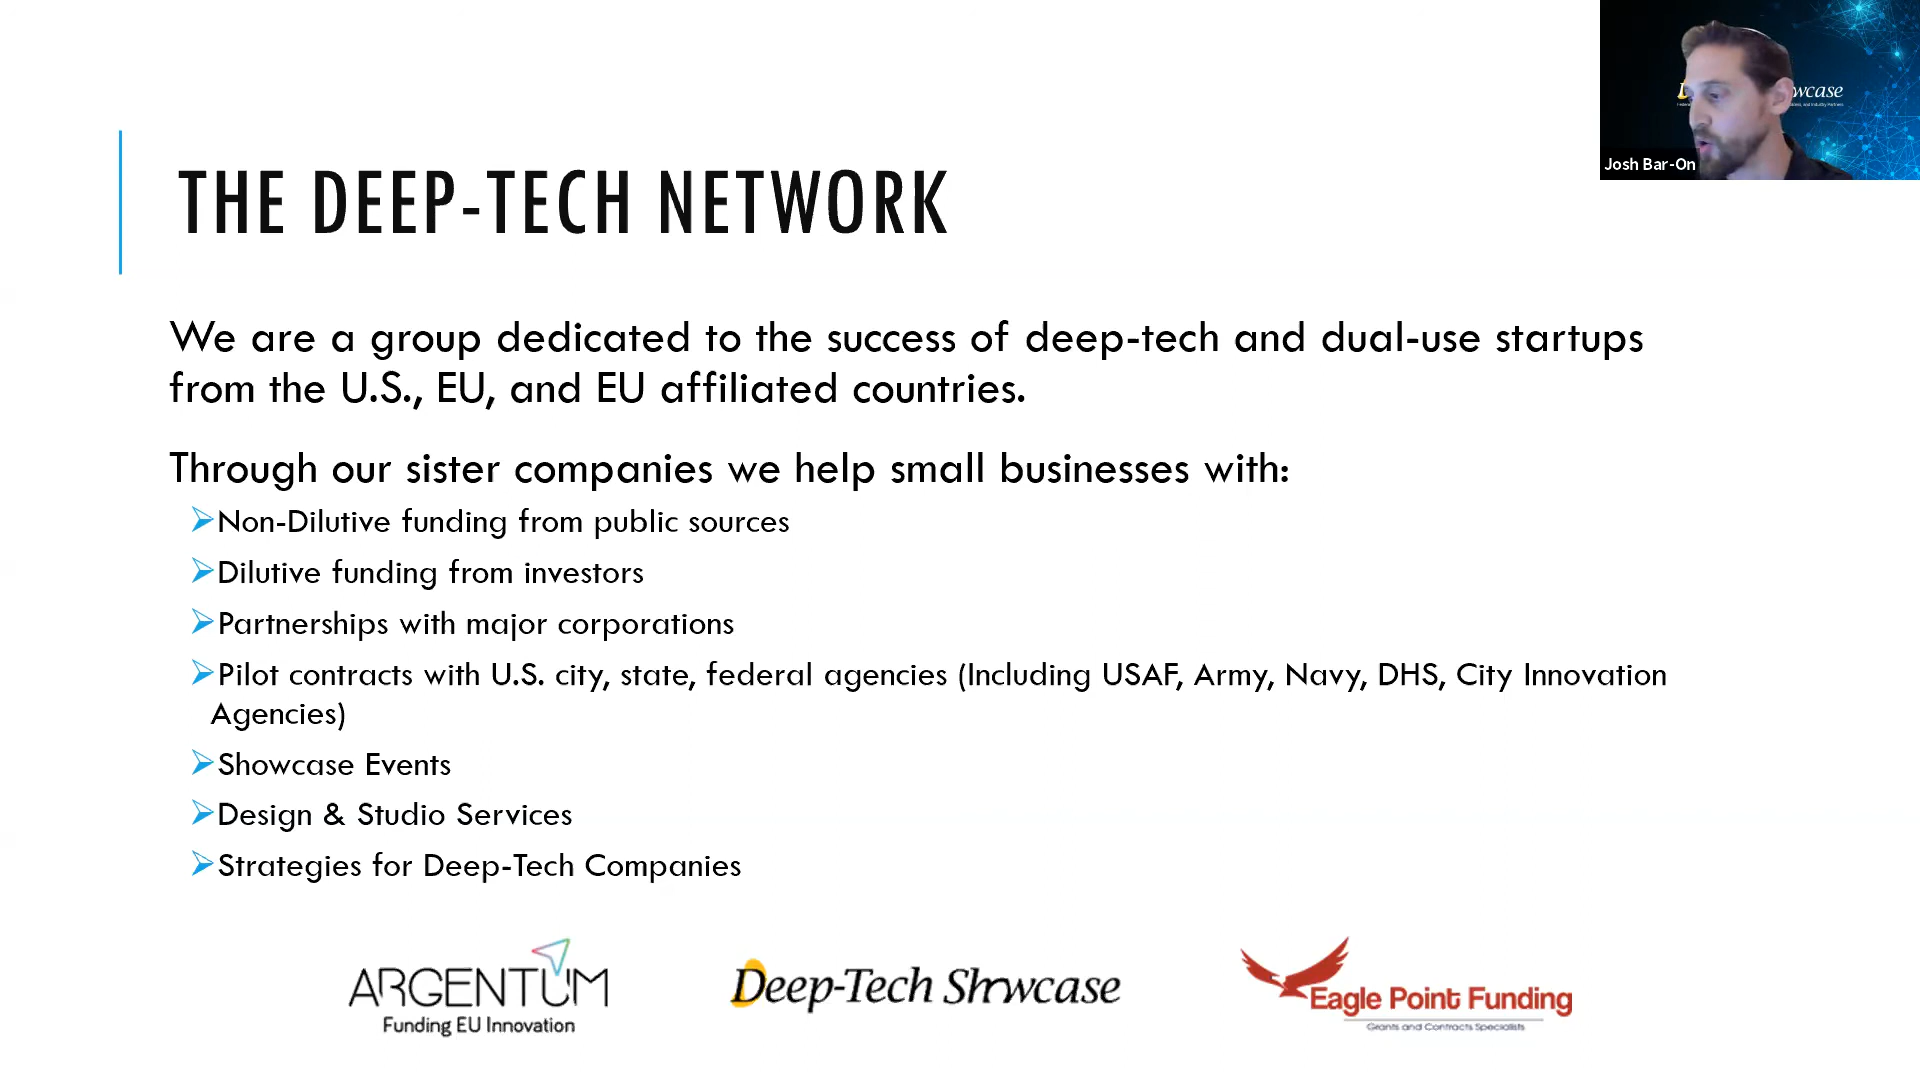 THE DEEP-TECH NETWORK
wcase
Josh Bar-On
We are a group dedicated to the success of deep-tech and dual-use startups
from the U.S., EU, and EU affiliated countries.
Through our sister companies we help small businesses with:
Non-Dilutive funding from public sources
Dilutive funding from investors
Partnerships with major corporations
Pilot contracts with U.S. city, state, federal agencies (Including USAF, Army, Navy, DHS, City Innovation
Agencies)
Showcase Events
Design & Studio Services
Strategies for Deep-Tech Companies
ARGENTUM
Funding EU Innovation
Deep-Tech Showcase
Eagle Point Funding
Grants and Contracts Specialists